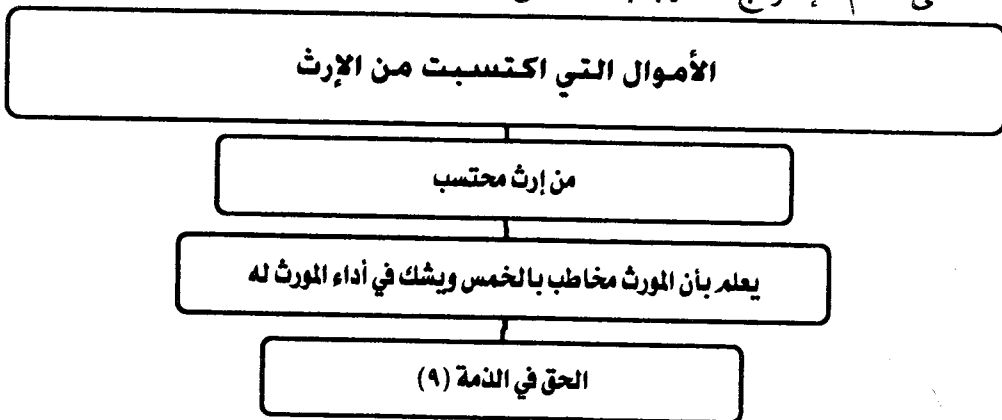 الأموال التي اكتسبت من الإرث
من إرث محتسب
يعلم بأن المورث مخاطب بالخمس ويشك في أداء المورث له
الحق في الذمة (٩)